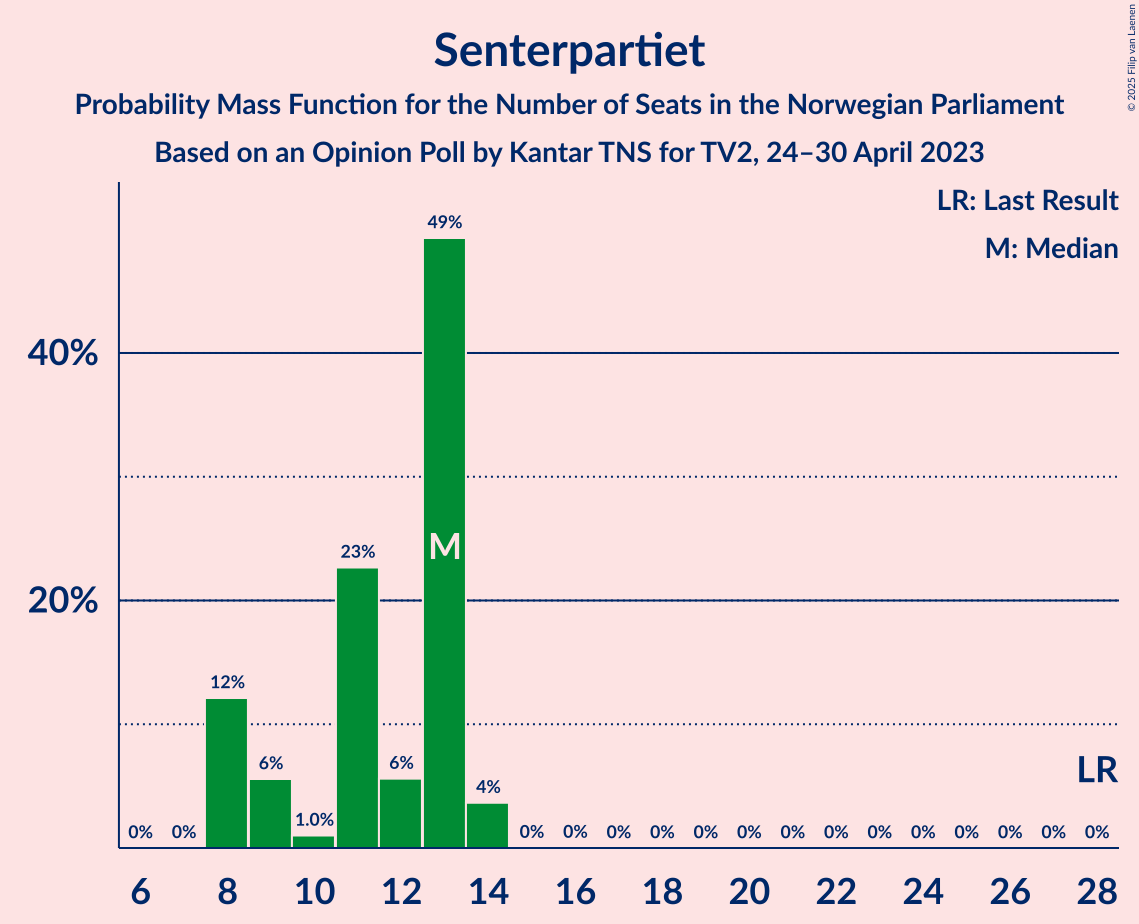 Senterpartiet
Probability Mass Function for the Number of Seats in the Norwegian Parliament
Based on an Opinion Poll by Kantar TNS for TV2, 24–30 April 2023
© 2025 Filip van Laenen
LR: Last Result
M: Median
49%
40%
M
23%
20%
12%
6%
6%
4%
1.0%
LR
0% 0% 0% 0% 0% 0% 0% 0% 0% 0% 0% 0% 0% 0% 0% 0%
6 8 10 12 14 16 18 20 22 24 26 28